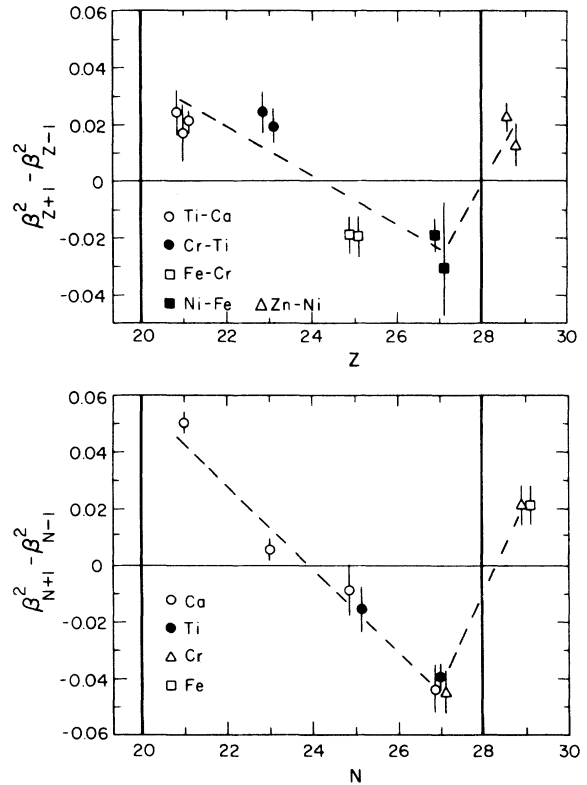 0.06
0.04
0.02
0
-0.02
-0.04
β²Z+1 - β²Z-1
○ Ti-Ca
● Cr-Ti
□ Fe-Cr
■ Ni-Fe △ Zn-Ni
20 22 24 26 28 30
Z
0.06
0.04
0.02
0
-0.02
-0.04
-0.06
β²N+1 - β²N-1
○ Ca
● Ti
△ Cr
□ Fe
20 22 24 26 28 30
N